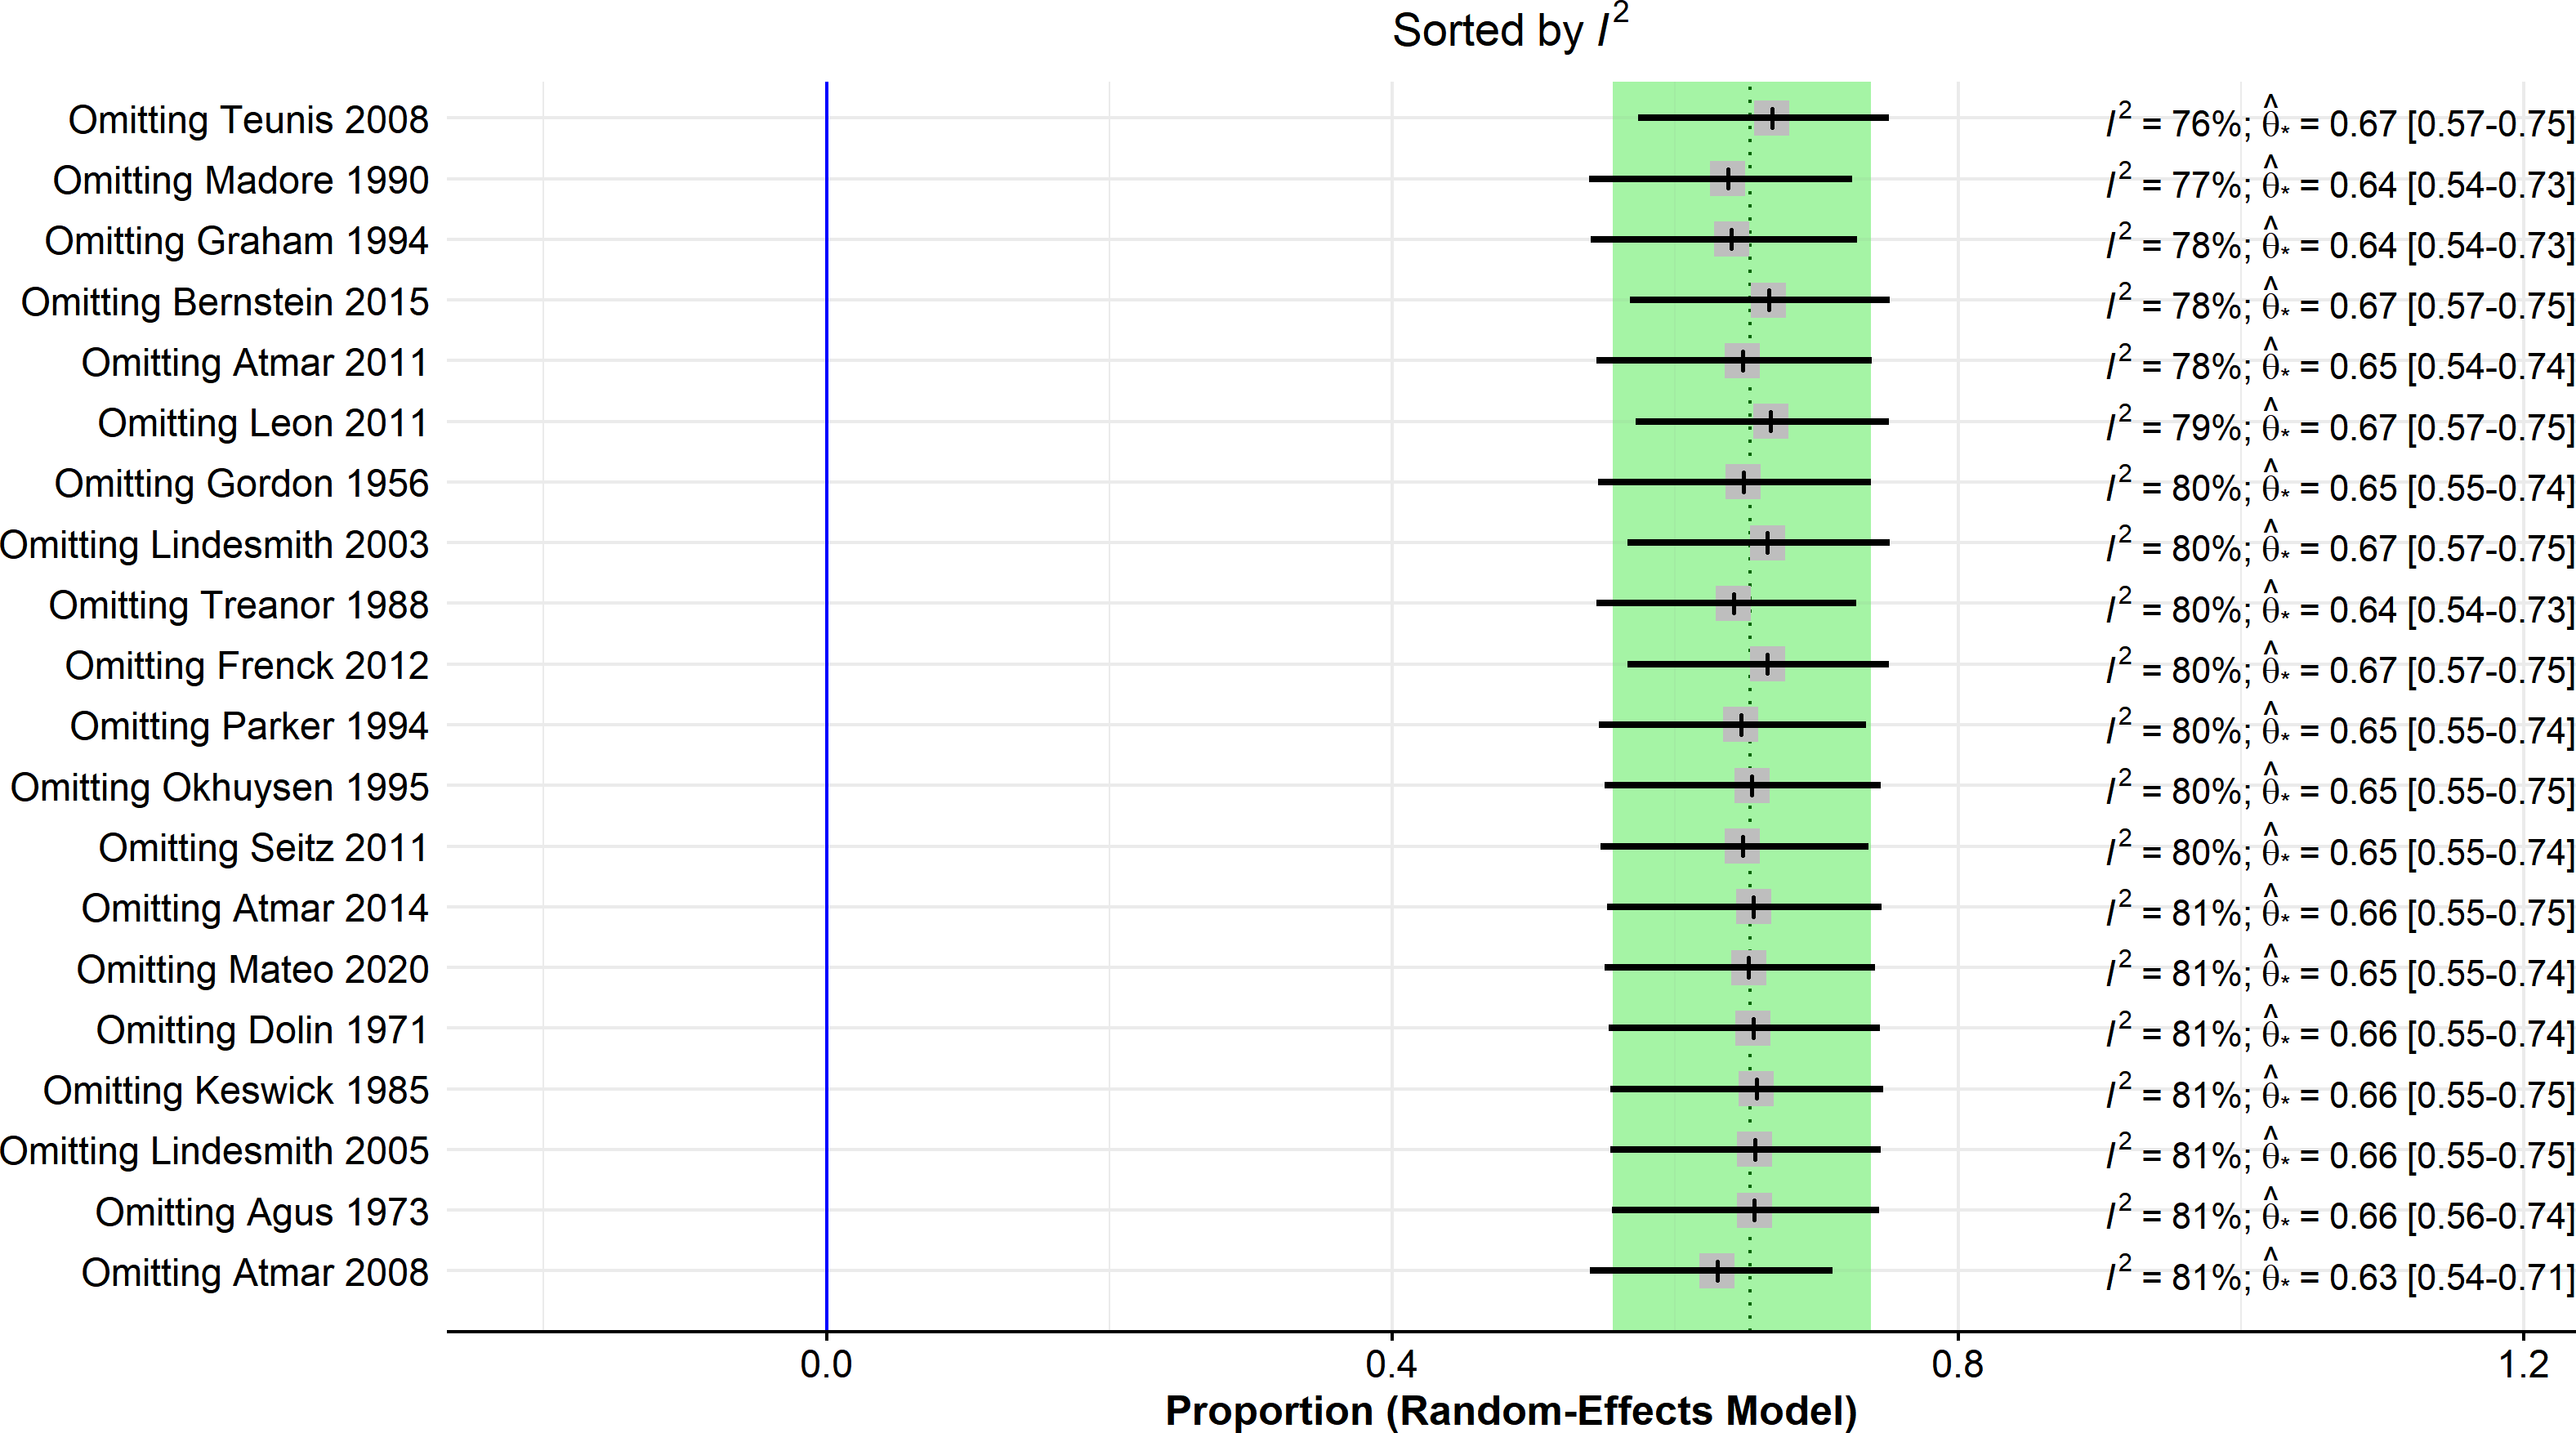 Sorted by I²
Omitting Teunis 2008 I² = 76%; θ̂* = 0.67 [0.57-0.75]
Omitting Madore 1990 I² = 77%; θ̂* = 0.64 [0.54-0.73]
Omitting Graham 1994 I² = 78%; θ̂* = 0.64 [0.54-0.73]
Omitting Bernstein 2015 I² = 78%; θ̂* = 0.67 [0.57-0.75]
Omitting Atmar 2011 I² = 78%; θ̂* = 0.65 [0.54-0.74]
Omitting Leon 2011 I² = 79%; θ̂* = 0.67 [0.57-0.75]
Omitting Gordon 1956 I² = 80%; θ̂* = 0.65 [0.55-0.74]
Omitting Lindesmith 2003 I² = 80%; θ̂* = 0.67 [0.57-0.75]
Omitting Treanor 1988 I² = 80%; θ̂* = 0.64 [0.54-0.73]
Omitting Frenck 2012 I² = 80%; θ̂* = 0.67 [0.57-0.75]
Omitting Parker 1994 I² = 80%; θ̂* = 0.65 [0.55-0.74]
Omitting Okhuysen 1995 I² = 80%; θ̂* = 0.65 [0.55-0.75]
Omitting Seitz 2011 I² = 80%; θ̂* = 0.65 [0.55-0.74]
Omitting Atmar 2014 I² = 81%; θ̂* = 0.66 [0.55-0.75]
Omitting Mateo 2020 I² = 81%; θ̂* = 0.65 [0.55-0.74]
Omitting Dolin 1971 I² = 81%; θ̂* = 0.66 [0.55-0.74]
Omitting Keswick 1985 I² = 81%; θ̂* = 0.66 [0.55-0.75]
Omitting Lindesmith 2005 I² = 81%; θ̂* = 0.66 [0.55-0.75]
Omitting Agus 1973 I² = 81%; θ̂* = 0.66 [0.56-0.74]
Omitting Atmar 2008 I² = 81%; θ̂* = 0.63 [0.54-0.71]
0.0 0.4 0.8 1.2
Proportion (Random-Effects Model)